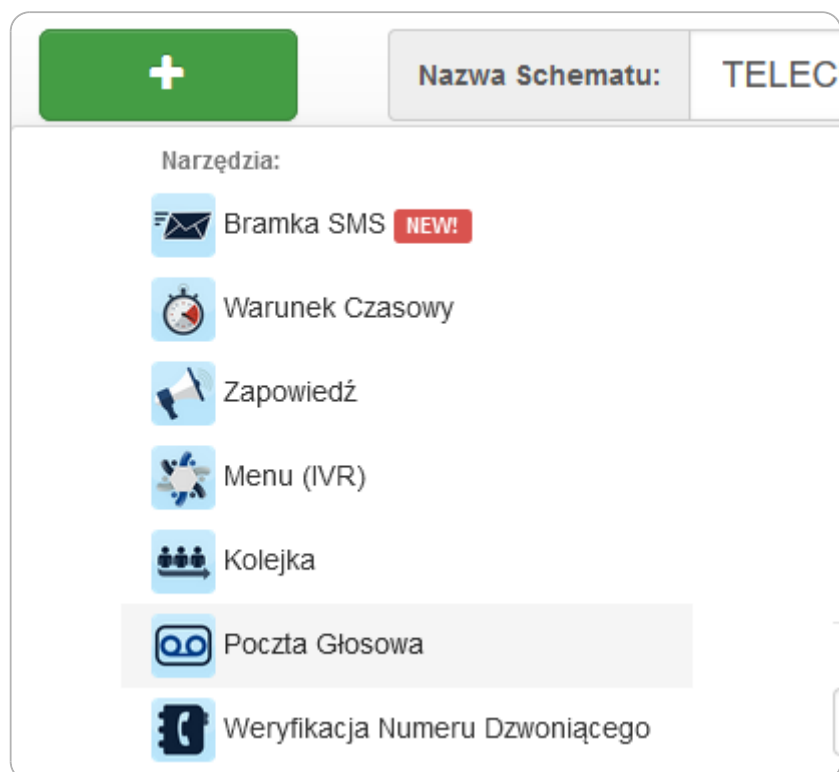 Nazwa Schematu: TELEC
Narzędzia:
Bramka SMS NEW!
Warunek Czasowy
Zapowiedź
Menu (IVR)
Kolejka
Poczta Głosowa
Weryfikacja Numeru Dzwoniącego